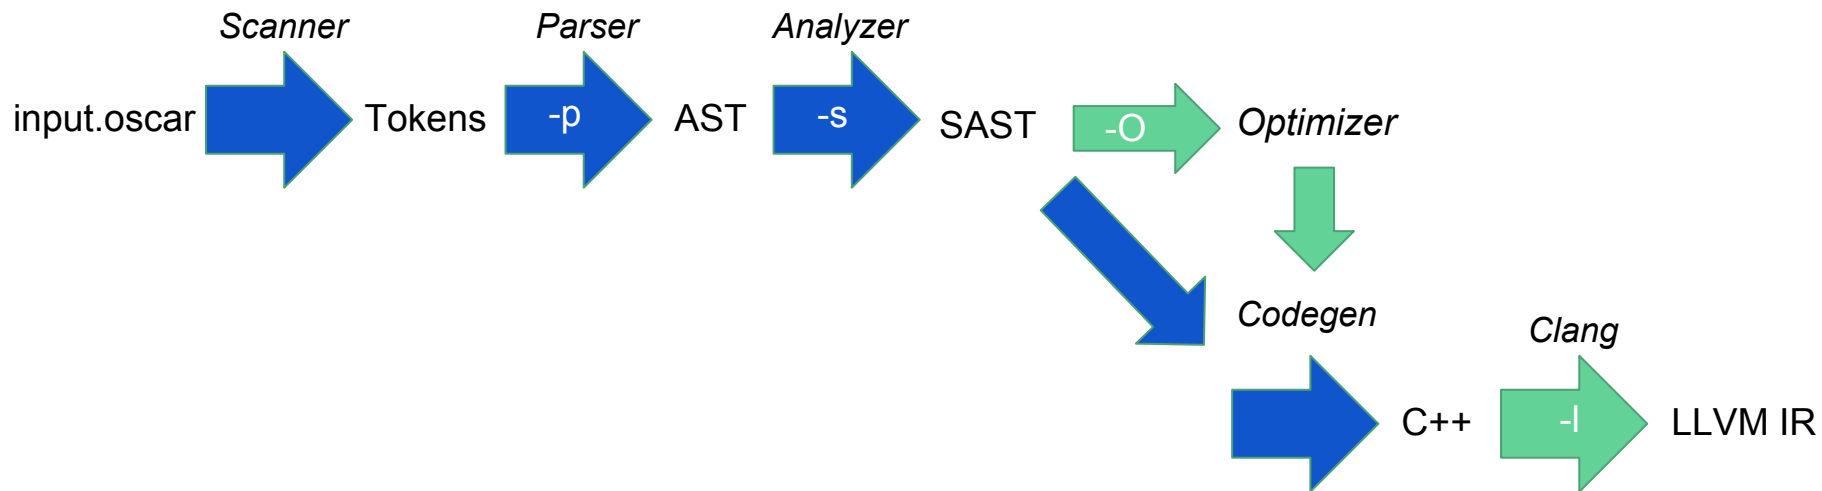 Scanner
Parser
Analyzer
input.oscar
Tokens
-p
AST
-s
SAST
-O
Optimizer
Codegen
Clang
C++
-l
LLVM IR